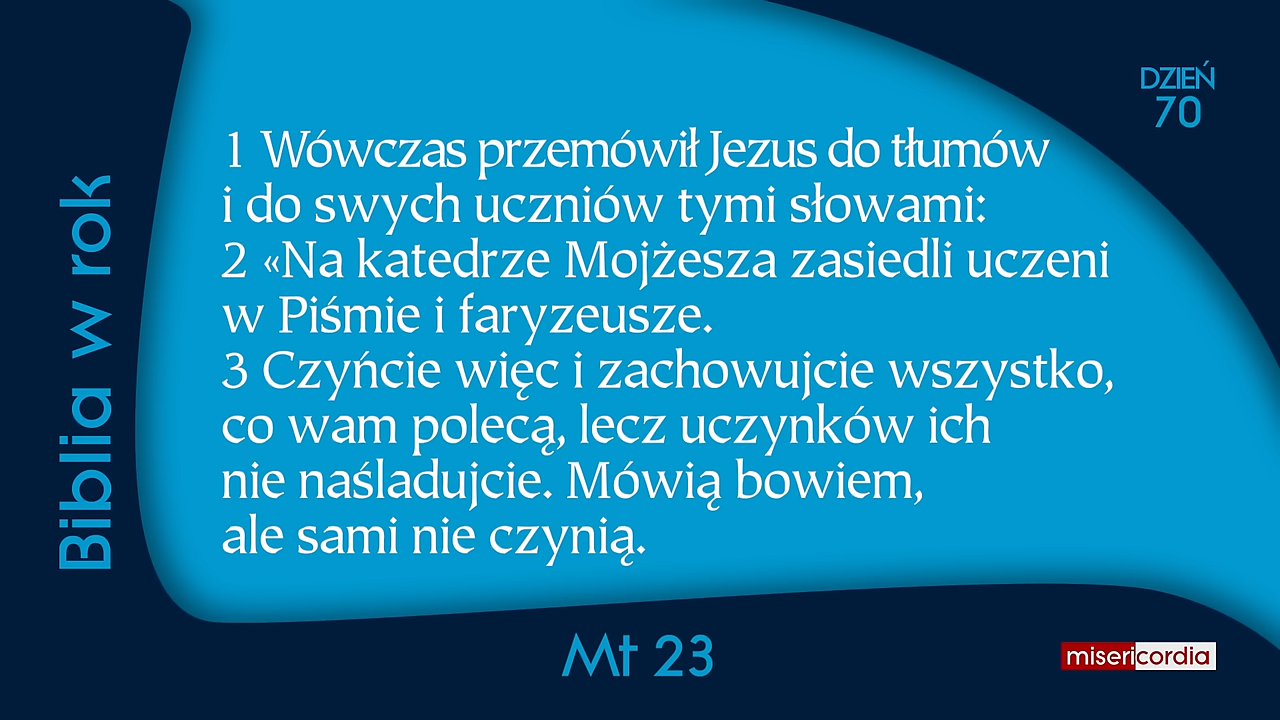 DZIEŃ
70
1 Wówczas przemówił Jezus do tłumów
i do swych uczniów tymi słowami:
2 «Na katedrze Mojżesza zasiedli uczeni
w Piśmie i faryzeusze.
3 Czyńcie więc i zachowujcie wszystko,
co wam polecą, lecz uczynków ich
nie naśladujcie. Mówią bowiem,
ale sami nie czynią.
Biblia w rok
Mt 23
misericordia